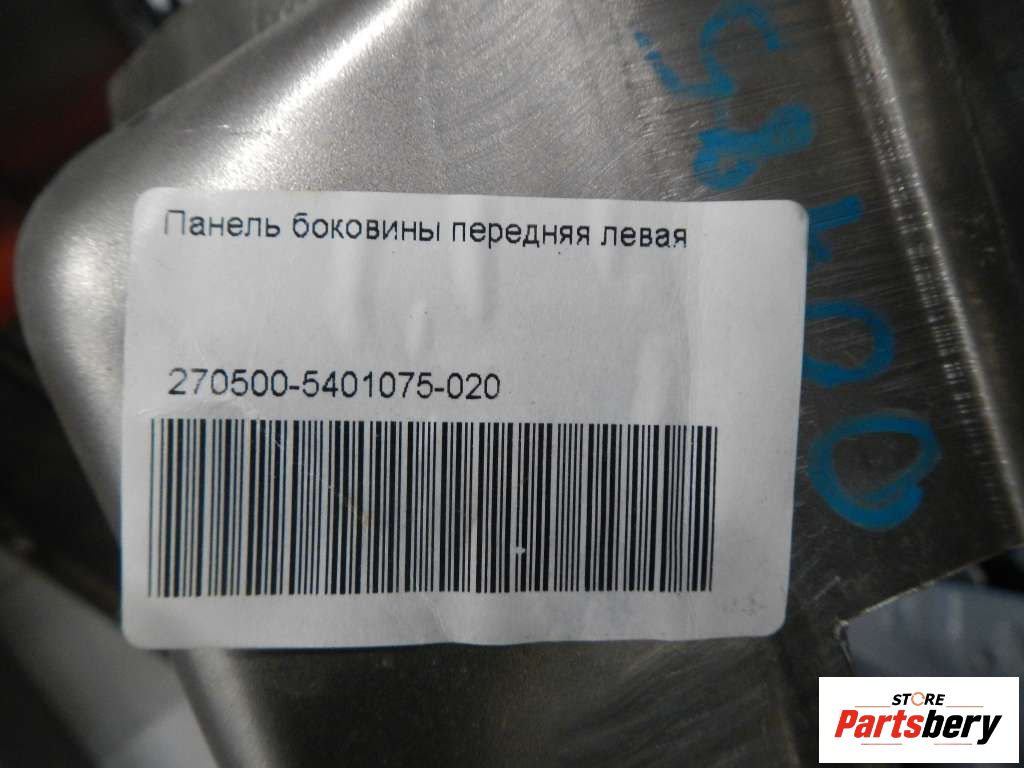 Панель боковины передняя левая
270500-5401075-020
STORE
Partsbery